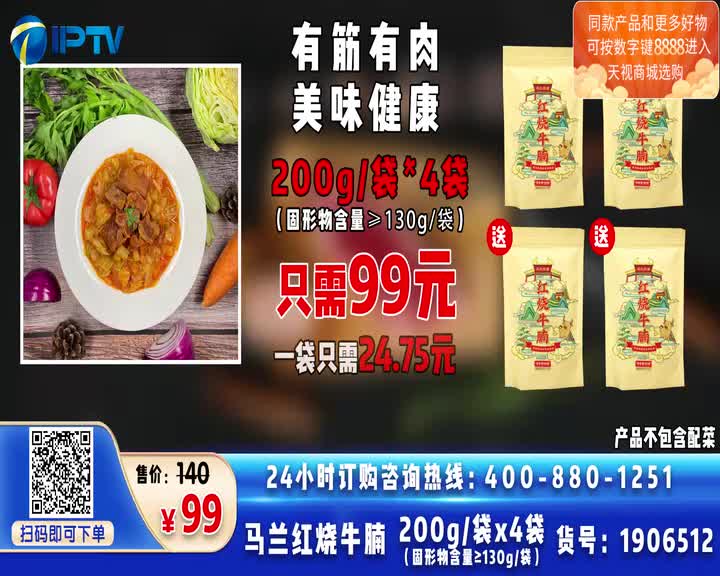 IPTV
同款产品和更多好物
可按数字键8888进入
天视商城选购
有筋有肉
美味健康
200g/袋*4袋
（固形物含量≥130g/袋）
只需99元
一袋只需24.75元
红烧牛腩
红烧牛腩
送
送
红烧牛腩
红烧牛腩
产品不包含配菜
扫码即可下单
售价：140
¥99
24小时订购咨询热线：400-880-1251
马兰红烧牛腩 200g/袋x4袋 货号：1906512
（固形物含量≥130g/袋）